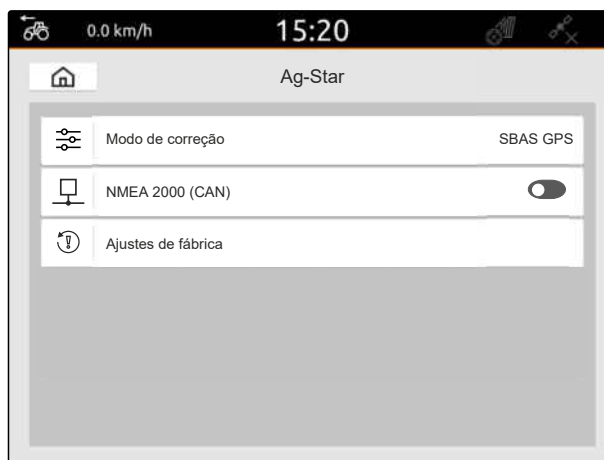 0.0 km/h 15:20
Ag-Star
Modo de correção SBAS GPS
NMEA 2000 (CAN)
Ajustes de fábrica